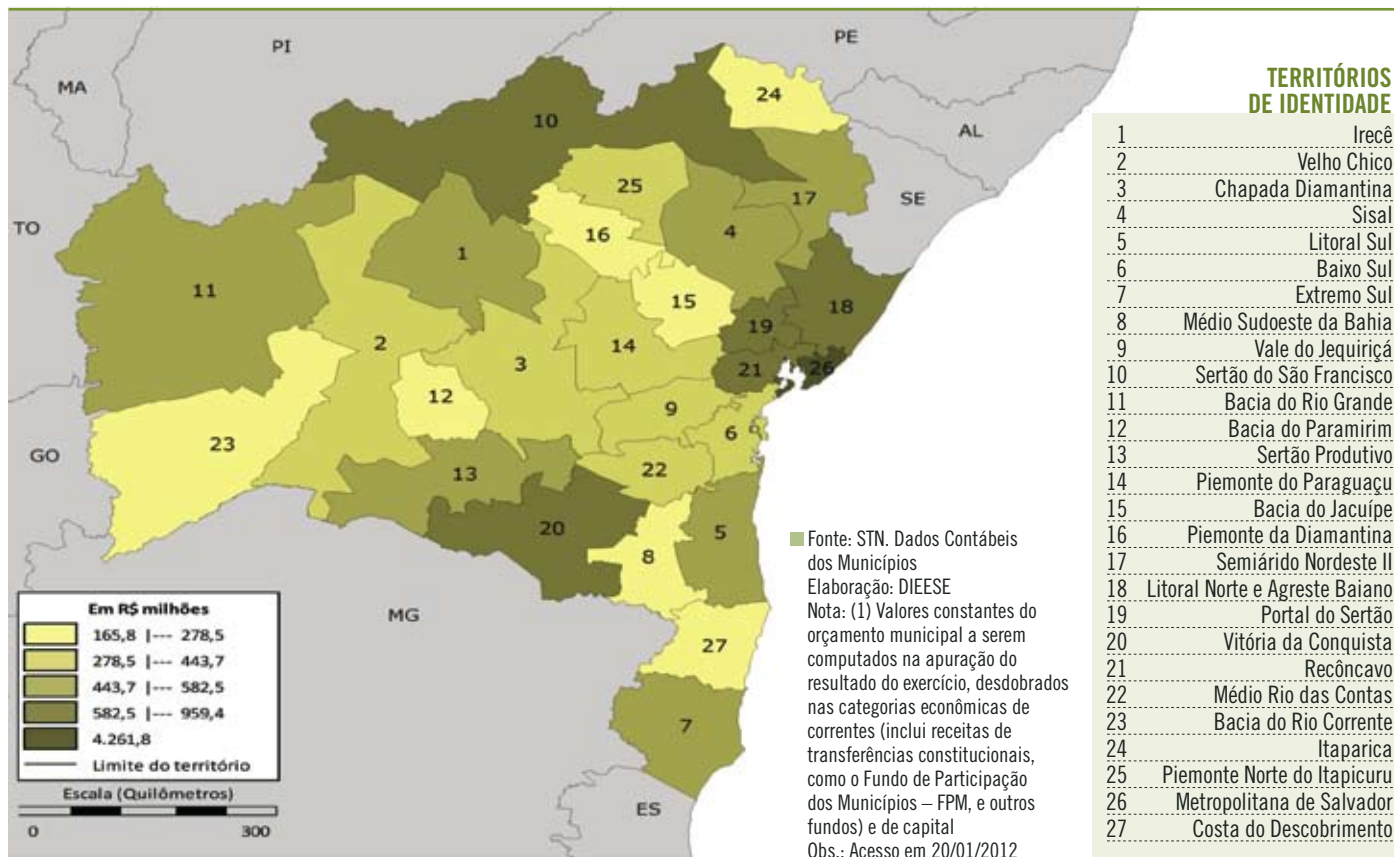 PI
PE
MA
AL
TO
SE
GO
MG
ES
24
10
25
17
16
4
1
11
15
18
19
2
14
3
21
26
12
9
6
23
22
13
20
5
8
27
7
Em R$ milhões
165,8 |--- 278,5
278,5 |--- 443,7
443,7 |--- 582,5
582,5 |--- 959,4
4.261,8
Limite do território
Escala (Quilômetros)
0 300
Fonte: STN. Dados Contábeis
dos Municípios
Elaboração: DIEESE
Nota: (1) Valores constantes do
orçamento municipal a serem
computados na apuração do
resultado do exercício, desdobrados
nas categorias econômicas de
correntes (inclui receitas de
transferências constitucionais,
como o Fundo de Participação
dos Municípios – FPM, e outros
fundos) e de capital
Obs.: Acesso em 20/01/2012
TERRITÓRIOS
DE IDENTIDADE
1 Irecê
2 Velho Chico
3 Chapada Diamantina
4 Sisal
5 Litoral Sul
6 Baixo Sul
7 Extremo Sul
8 Médio Sudoeste da Bahia
9 Vale do Jequiriçá
10 Sertão do São Francisco
11 Bacia do Rio Grande
12 Bacia do Paramirim
13 Sertão Produtivo
14 Piemonte do Paraguaçu
15 Bacia do Jacuípe
16 Piemonte da Diamantina
17 Semiárido Nordeste II
18 Litoral Norte e Agreste Baiano
19 Portal do Sertão
20 Vitória da Conquista
21 Recôncavo
22 Médio Rio das Contas
23 Bacia do Rio Corrente
24 Itaparica
25 Piemonte Norte do Itapicuru
26 Metropolitana de Salvador
27 Costa do Descobrimento